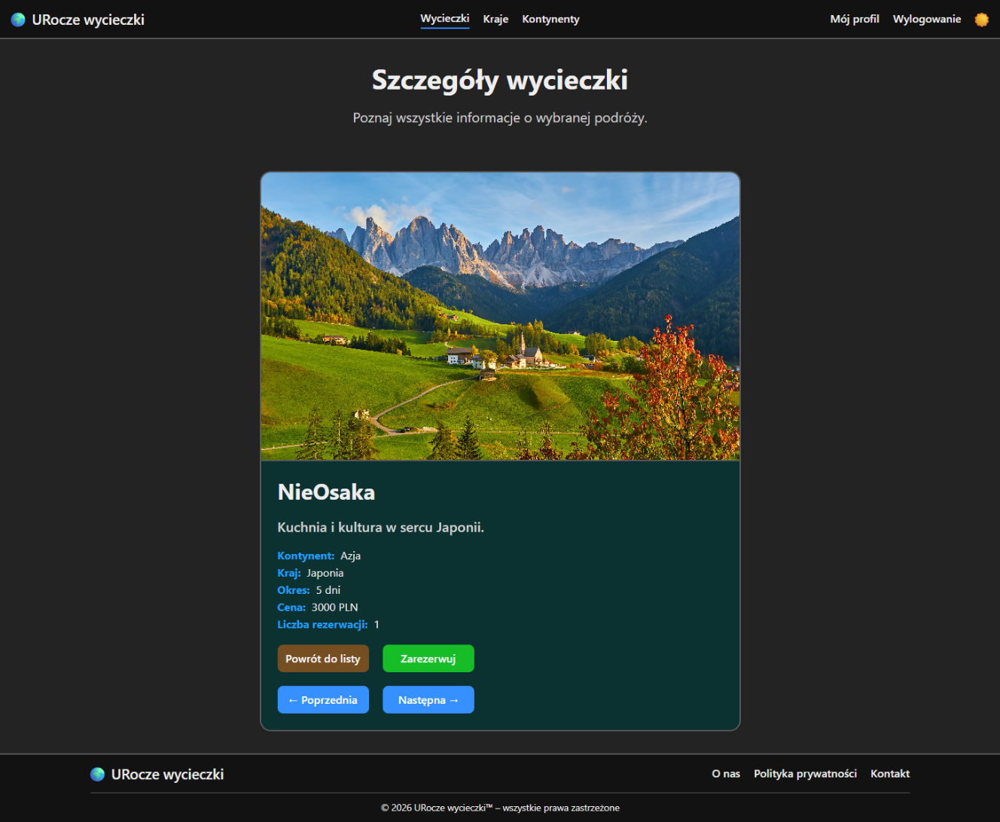 URocze wycieczki
Wycieczki Kraje Kontynenty
Mój profil Wylogowanie
Szczegóły wycieczki
Poznaj wszystkie informacje o wybranej podróży.
NieOsaka
Kuchnia i kultura w sercu Japonii.
Kontynent: Azja
Kraj: Japonia
Okres: 5 dni
Cena: 3000 PLN
Liczba rezerwacji: 1
Powrót do listy Zarezerwuj
← Poprzednia Następna →
URocze wycieczki
O nas Polityka prywatności Kontakt
© 2026 URocze wycieczki™ – wszystkie prawa zastrzeżone